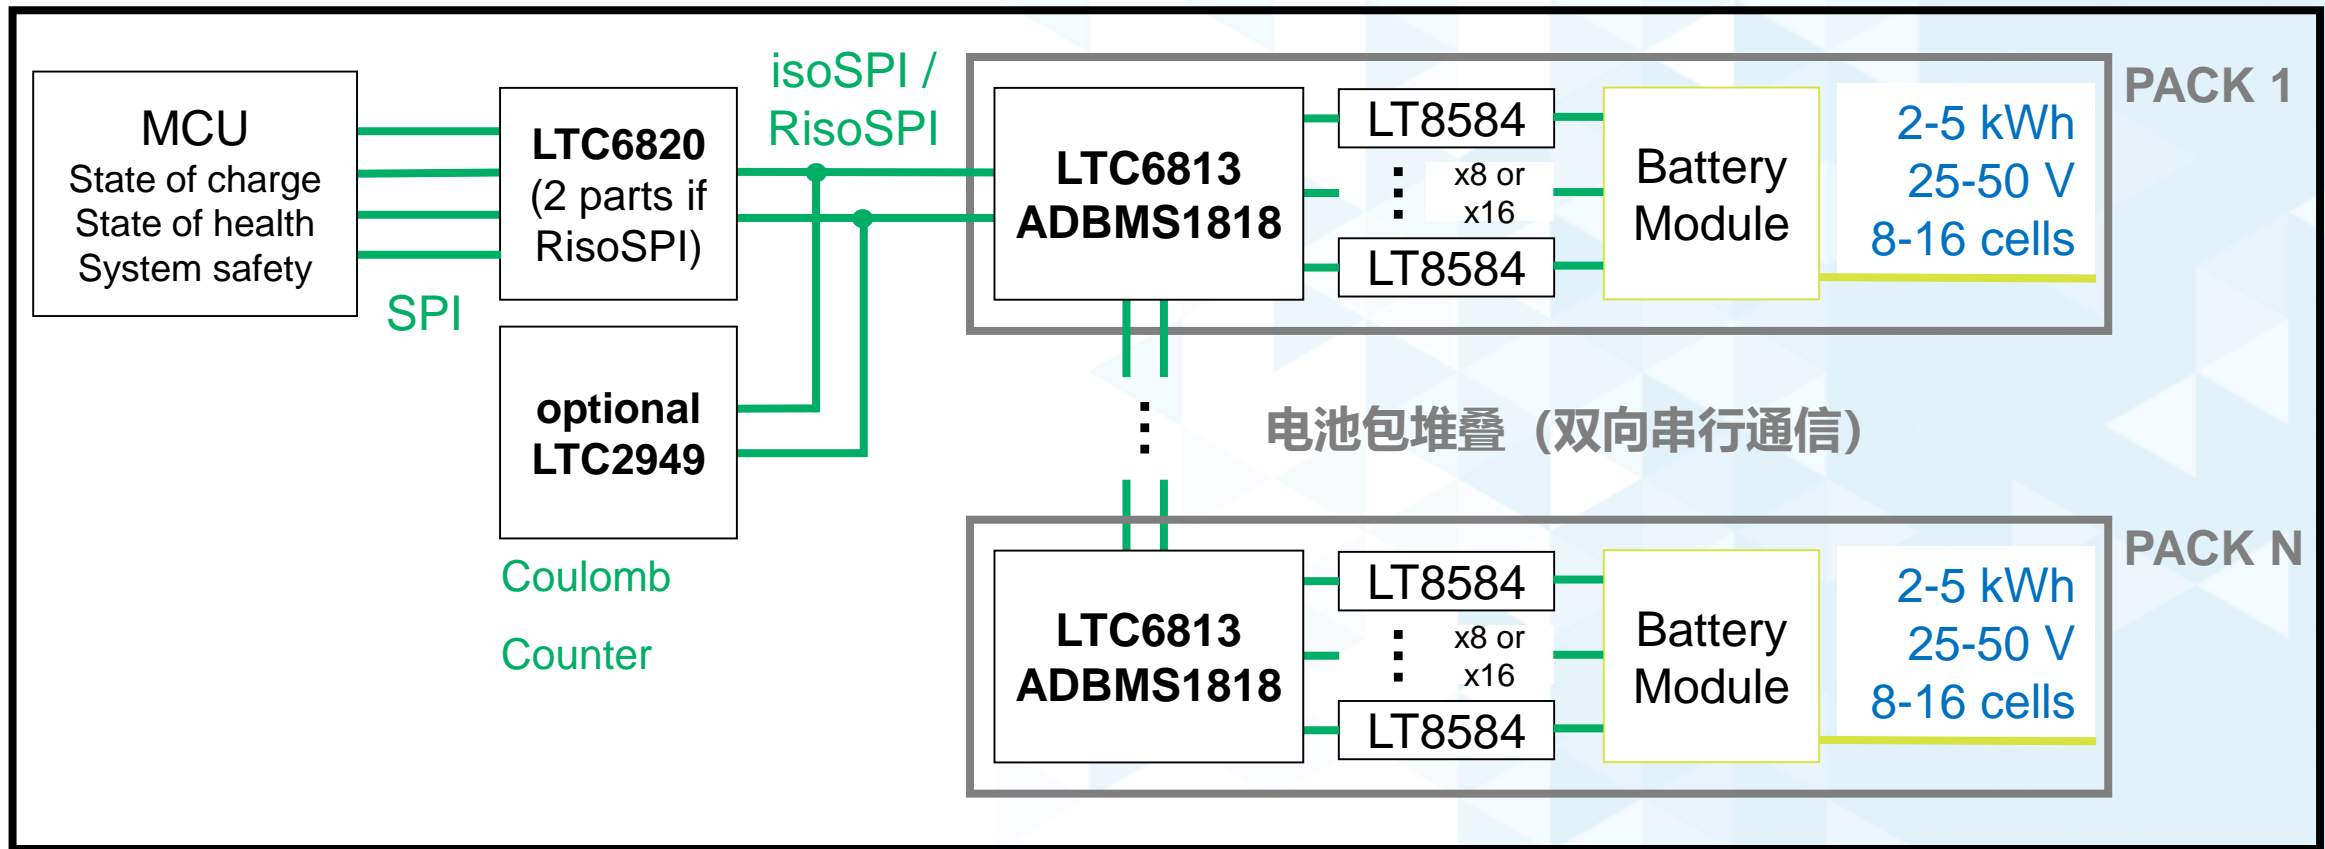 MCU
State of charge
State of health
System safety
SPI
LTC6820
(2 parts if
RisoSPI)
optional
LTC2949
Coulomb
Counter
isoSPI /
RisoSPI
PACK 1
LTC6813
ADBMS1818
LT8584
x8 or
x16
LT8584
Battery
Module
2-5 kWh
25-50 V
8-16 cells
电池包堆叠（双向串行通信）
PACK N
LTC6813
ADBMS1818
LT8584
x8 or
x16
LT8584
Battery
Module
2-5 kWh
25-50 V
8-16 cells